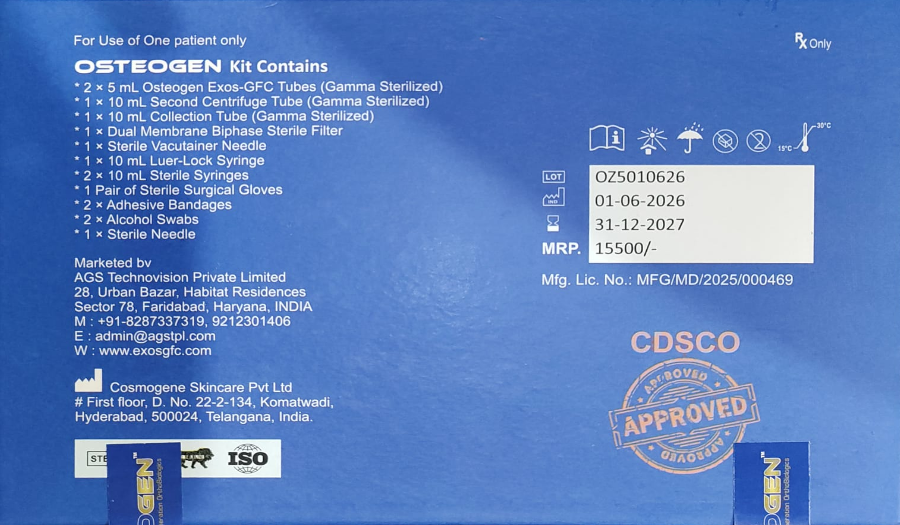 For Use of One patient only
Rx Only
OSTEOGEN Kit Contains
* 2 × 5 mL Osteogen Exos-GFC Tubes (Gamma Sterilized)
* 1 × 10 mL Second Centrifuge Tube (Gamma Sterilized)
* 1 × 10 mL Collection Tube (Gamma Sterilized)
* 1 × Dual Membrane Biphase Sterile Filter
* 1 × Sterile Vacutainer Needle
* 1 × 10 mL Luer-Lock Syringe
* 2 × 10 mL Sterile Syringes
* 1 Pair of Sterile Surgical Gloves
* 2 × Adhesive Bandages
* 2 × Alcohol Swabs
* 1 × Sterile Needle
15°C
30°C
LOT OZ5010626
IND 01-06-2026
31-12-2027
MRP. 15500/-
Mfg. Lic. No.: MFG/MD/2025/000469
Marketed by
AGS Technovision Private Limited
28, Urban Bazar, Habitat Residences
Sector 78, Faridabad, Haryana, INDIA
M : +91-8287337319, 9212301406
E : admin@agstpl.com
W : www.exosgfc.com
Cosmogene Skincare Pvt Ltd
# First floor, D. No. 22-2-134, Komatwadi,
Hyderabad, 500024, Telangana, India.
CDSCO
APPROVED
APPROVED
APPROVED
ISO
OGEN™
OGEN™